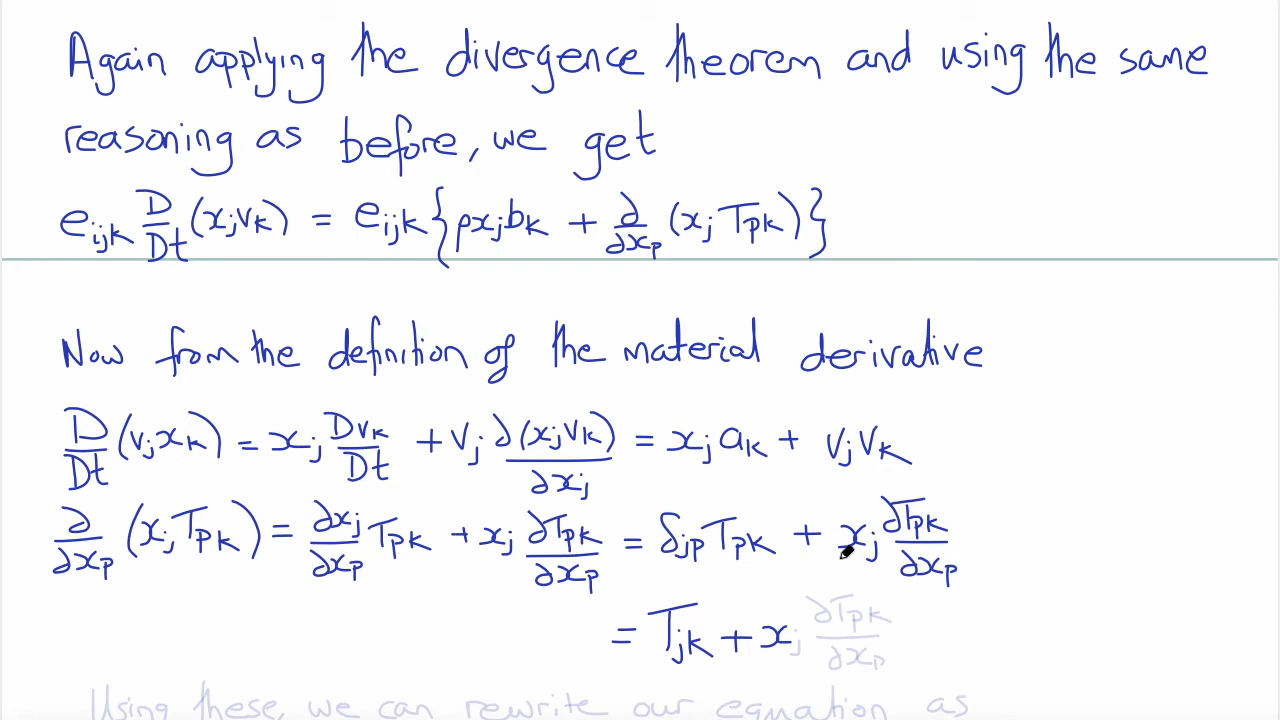 Again applying the divergence theorem and using the same
reasoning as before, we get
e_ijk D/Dt (x_j v_k) = e_ijk { ρx_j b_k + ∂/∂x_p (x_j T_pk) }
Now from the definition of the material derivative
D/Dt (v_j x_k) = x_j Dv_k/Dt + v_j ∂(x_j v_k)/∂x_j = x_j a_k + v_j v_k
∂/∂x_p (x_j T_pk) = ∂x_j/∂x_p T_pk + x_j ∂T_pk/∂x_p = δ_jp T_pk + x_j ∂T_pk/∂x_p
= T_jk + x_j ∂T_pk/∂x_p
Using these, we can rewrite our equation as